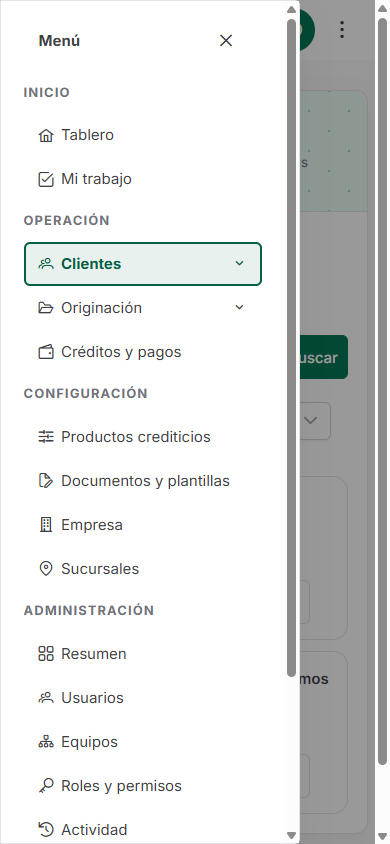 Menú
INICIO
Tablero
Mi trabajo
OPERACIÓN
Clientes
Originación
Créditos y pagos
CONFIGURACIÓN
Productos crediticios
Documentos y plantillas
Empresa
Sucursales
ADMINISTRACIÓN
Resumen
Usuarios
Equipos
Roles y permisos
Actividad